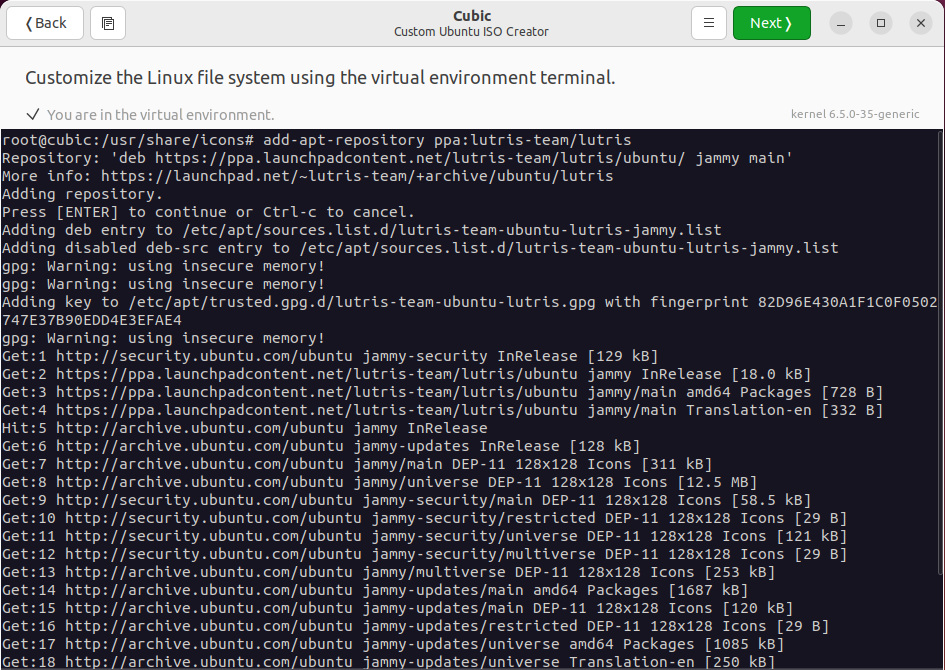 ❬Back
Cubic
Custom Ubuntu ISO Creator
Next❭
Customize the Linux file system using the virtual environment terminal.
✓ You are in the virtual environment.
kernel 6.5.0-35-generic
root@cubic:/usr/share/icons# add-apt-repository ppa:lutris-team/lutris
Repository: 'deb https://ppa.launchpadcontent.net/lutris-team/lutris/ubuntu/ jammy main'
More info: https://launchpad.net/~lutris-team/+archive/ubuntu/lutris
Adding repository.
Press [ENTER] to continue or Ctrl-c to cancel.
Adding deb entry to /etc/apt/sources.list.d/lutris-team-ubuntu-lutris-jammy.list
Adding disabled deb-src entry to /etc/apt/sources.list.d/lutris-team-ubuntu-lutris-jammy.list
gpg: Warning: using insecure memory!
gpg: Warning: using insecure memory!
Adding key to /etc/apt/trusted.gpg.d/lutris-team-ubuntu-lutris.gpg with fingerprint 82D96E430A1F1C0F0502
747E37B90EDD4E3EFAE4
gpg: Warning: using insecure memory!
Get:1 http://security.ubuntu.com/ubuntu jammy-security InRelease [129 kB]
Get:2 https://ppa.launchpadcontent.net/lutris-team/lutris/ubuntu jammy InRelease [18.0 kB]
Get:3 https://ppa.launchpadcontent.net/lutris-team/lutris/ubuntu jammy/main amd64 Packages [728 B]
Get:4 https://ppa.launchpadcontent.net/lutris-team/lutris/ubuntu jammy/main Translation-en [332 B]
Hit:5 http://archive.ubuntu.com/ubuntu jammy InRelease
Get:6 http://archive.ubuntu.com/ubuntu jammy-updates InRelease [128 kB]
Get:7 http://archive.ubuntu.com/ubuntu jammy/main DEP-11 128x128 Icons [311 kB]
Get:8 http://archive.ubuntu.com/ubuntu jammy/universe DEP-11 128x128 Icons [12.5 MB]
Get:9 http://security.ubuntu.com/ubuntu jammy-security/main DEP-11 128x128 Icons [58.5 kB]
Get:10 http://security.ubuntu.com/ubuntu jammy-security/restricted DEP-11 128x128 Icons [29 B]
Get:11 http://security.ubuntu.com/ubuntu jammy-security/universe DEP-11 128x128 Icons [121 kB]
Get:12 http://security.ubuntu.com/ubuntu jammy-security/multiverse DEP-11 128x128 Icons [29 B]
Get:13 http://archive.ubuntu.com/ubuntu jammy/multiverse DEP-11 128x128 Icons [253 kB]
Get:14 http://archive.ubuntu.com/ubuntu jammy-updates/main amd64 Packages [1687 kB]
Get:15 http://archive.ubuntu.com/ubuntu jammy-updates/main DEP-11 128x128 Icons [120 kB]
Get:16 http://archive.ubuntu.com/ubuntu jammy-updates/restricted DEP-11 128x128 Icons [29 B]
Get:17 http://archive.ubuntu.com/ubuntu jammy-updates/universe amd64 Packages [1085 kB]
Get:18 http://archive.ubuntu.com/ubuntu jammy-updates/universe Translation-en [250 kB]